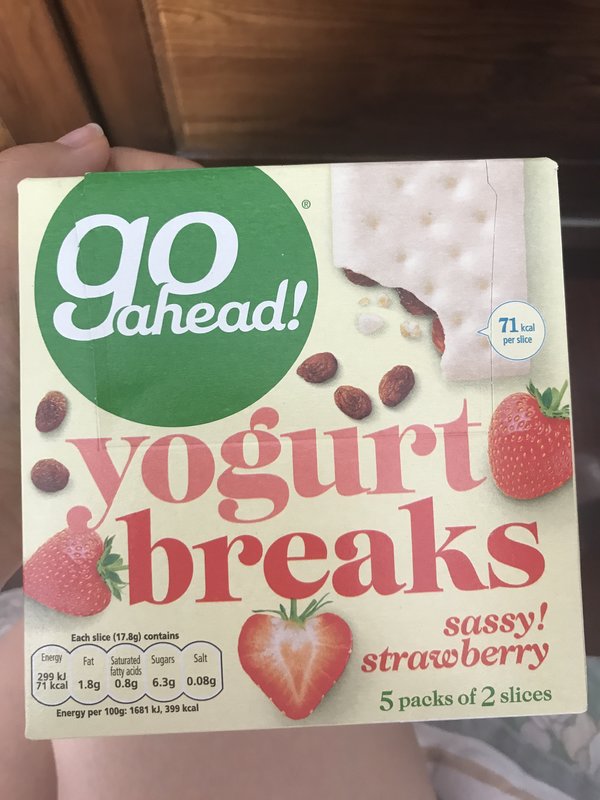 go
ahead!
®
71 kcal
per slice
yogurt
breaks
sassy!
strawberry
5 packs of 2 slices
Each slice (17.8g) contains
Energy
299 kJ
71 kcal
Fat
1.8g
Saturated
fatty acids
0.8g
Sugars
6.3g
Salt
0.08g
Energy per 100g: 1681 kJ, 399 kcal